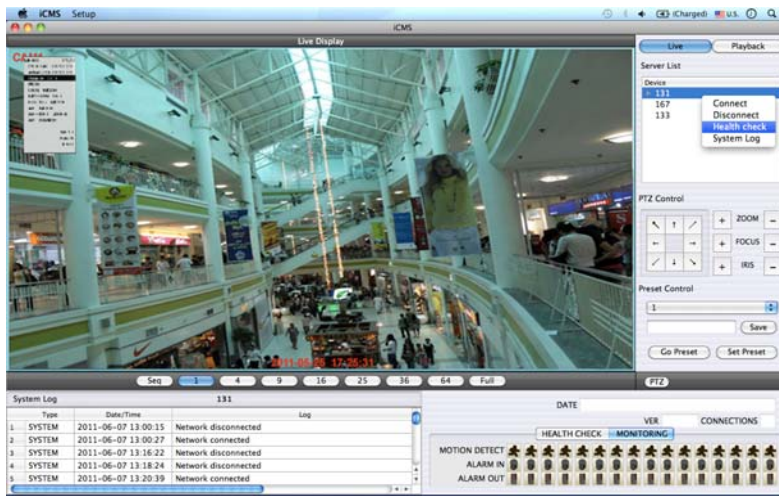 iCMS Setup (Charged) U.S.
iCMS
Live Display
Live Playback
Server List
Device
131
167
133
Connect
Disconnect
Health check
System Log
PTZ Control
+ ZOOM -
+ FOCUS -
+ IRIS -
Preset Control
1
Save
Go Preset Set Preset
PTZ
2011-05-26 17:25:31
Seq 1 4 9 16 25 36 64 Full
System Log 131
Type Date/Time Log
1 SYSTEM 2011-06-07 13:00:15 Network disconnected
2 SYSTEM 2011-06-07 13:00:27 Network connected
3 SYSTEM 2011-06-07 13:16:22 Network disconnected
4 SYSTEM 2011-06-07 13:18:24 Network disconnected
5 SYSTEM 2011-06-07 13:20:39 Network connected
DATE
VER CONNECTIONS
HEALTH CHECK MONITORING
MOTION DETECT
ALARM IN
ALARM OUT